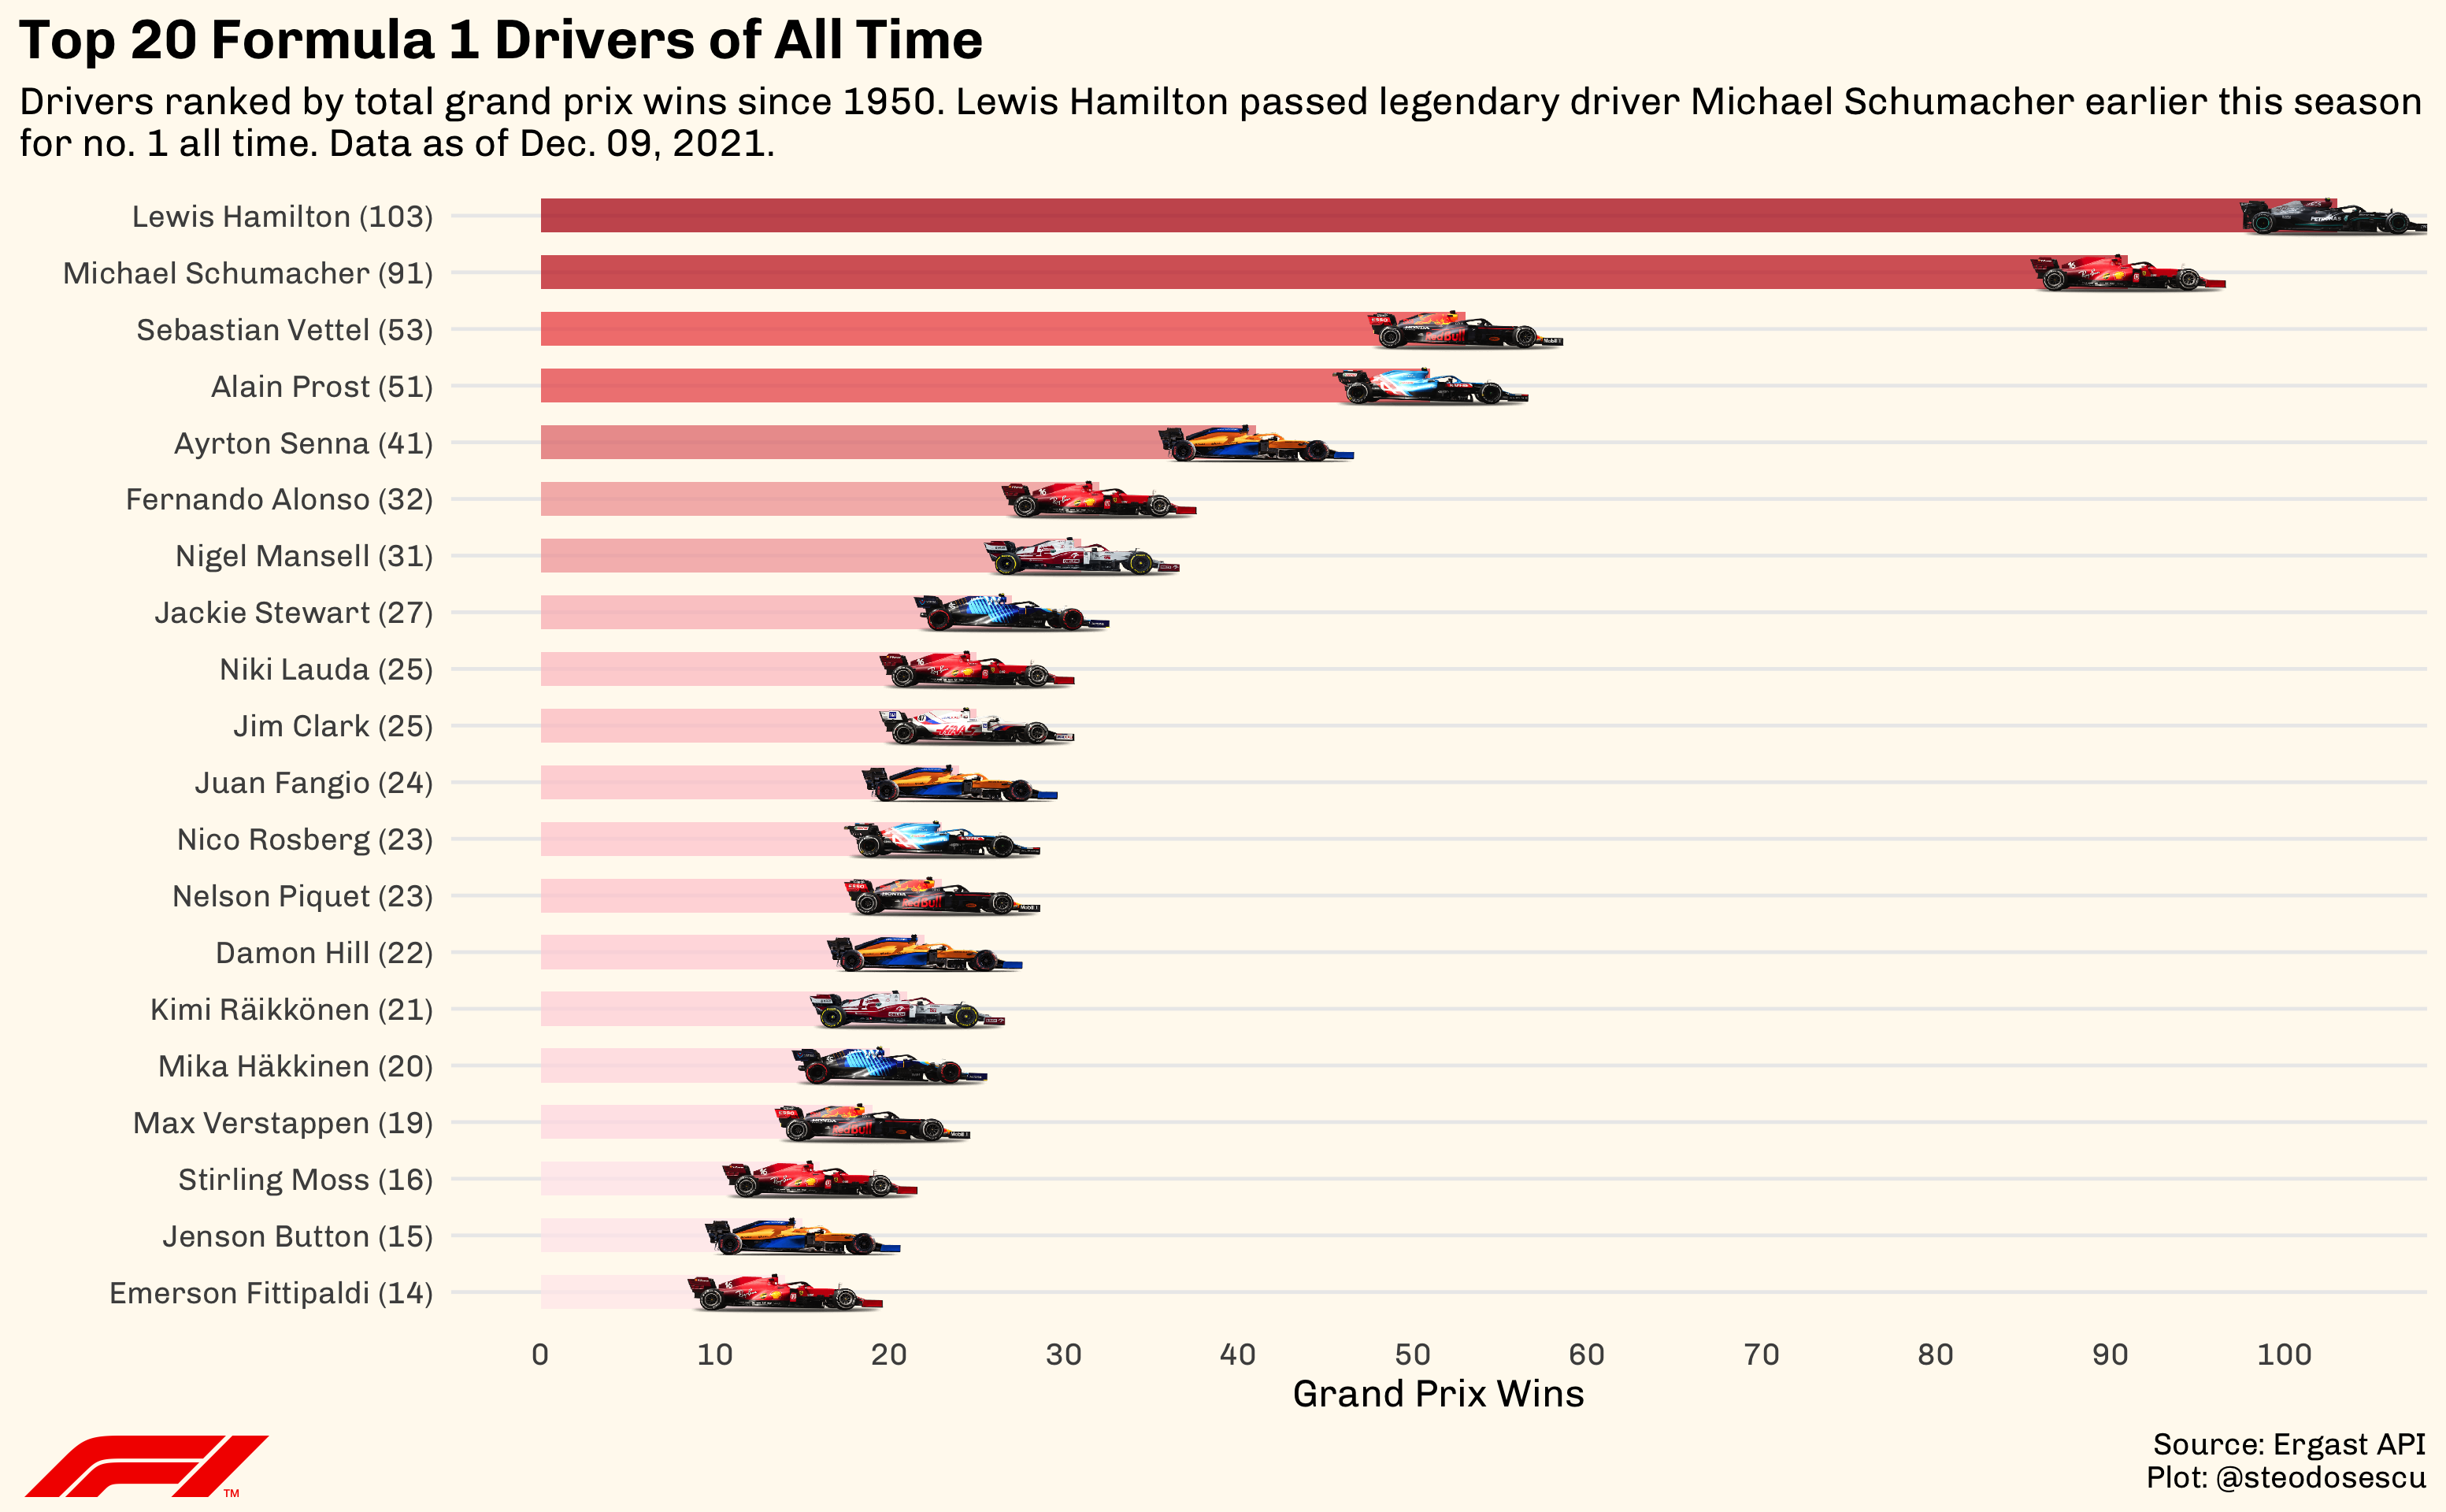 Top 20 Formula 1 Drivers of All Time
Drivers ranked by total grand prix wins since 1950. Lewis Hamilton passed legendary driver Michael Schumacher earlier this season
for no. 1 all time. Data as of Dec. 09, 2021.
Lewis Hamilton (103)
Michael Schumacher (91)
Sebastian Vettel (53)
Alain Prost (51)
Ayrton Senna (41)
Fernando Alonso (32)
Nigel Mansell (31)
Jackie Stewart (27)
Niki Lauda (25)
Jim Clark (25)
Juan Fangio (24)
Nico Rosberg (23)
Nelson Piquet (23)
Damon Hill (22)
Kimi Räikkönen (21)
Mika Häkkinen (20)
Max Verstappen (19)
Stirling Moss (16)
Jenson Button (15)
Emerson Fittipaldi (14)
0 10 20 30 40 50 60 70 80 90 100
Grand Prix Wins
F1 TM
Source: Ergast API
Plot: @steodosescu